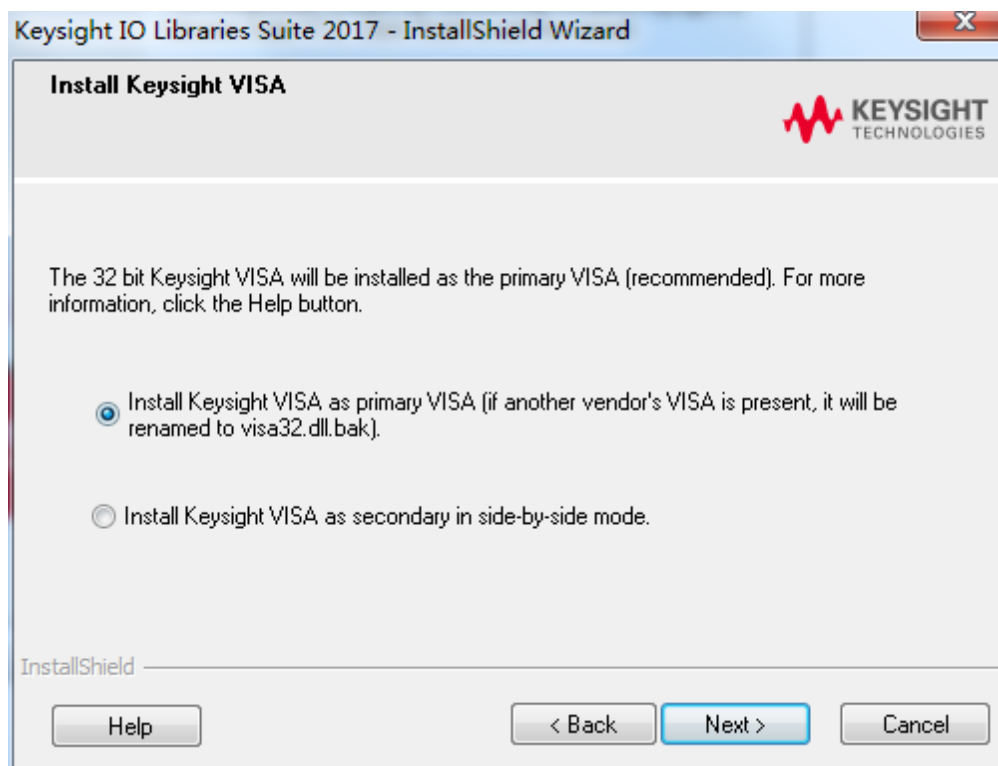 Keysight IO Libraries Suite 2017 - InstallShield Wizard
X
Install Keysight VISA
KEYSIGHT
TECHNOLOGIES
The 32 bit Keysight VISA will be installed as the primary VISA (recommended). For more
information, click the Help button.
Install Keysight VISA as primary VISA (if another vendor's VISA is present, it will be
renamed to visa32.dll.bak).
Install Keysight VISA as secondary in side-by-side mode.
InstallShield
Help
< Back
Next >
Cancel